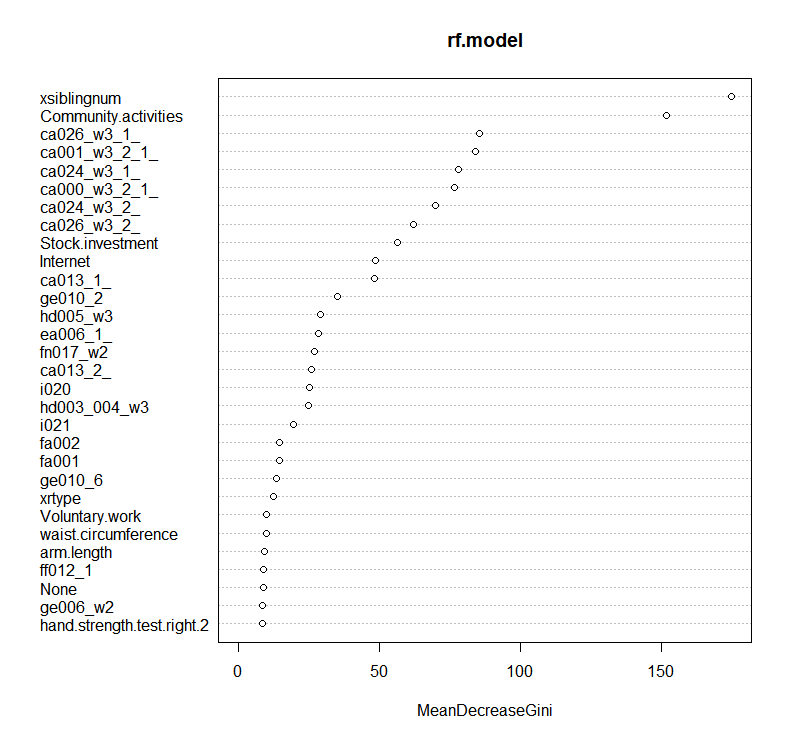 rf.model
xsiblingnum
Community.activities
ca026_w3_1_
ca001_w3_2_1_
ca024_w3_1_
ca000_w3_2_1_
ca024_w3_2_
ca026_w3_2_
Stock.investment
Internet
ca013_1_
ge010_2
hd005_w3
ea006_1_
fn017_w2
ca013_2_
i020
hd003_004_w3
i021
fa002
fa001
ge010_6
xrtype
Voluntary.work
waist.circumference
arm.length
ff012_1
None
ge006_w2
hand.strength.test.right.2
0 50 100 150
MeanDecreaseGini